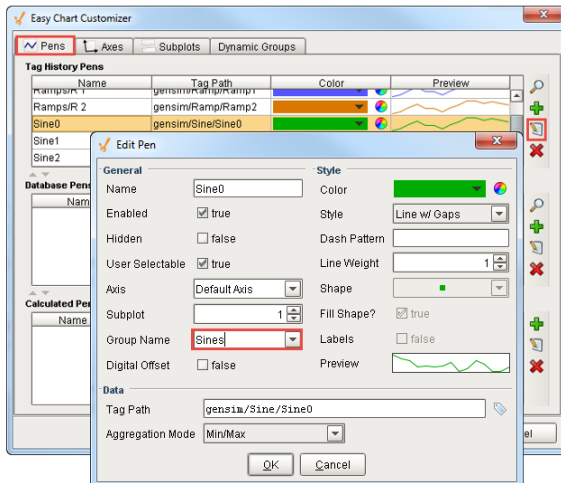 Easy Chart Customizer
Pens Axes Subplots Dynamic Groups
Tag History Pens
Name Tag Path Color Preview
Ramps/R 1 gensim/Ramp/Ramp1
Ramps/R 2 gensim/Ramp/Ramp2
Sine0 gensim/Sine/Sine0
Sine1
Sine2
Edit Pen
Database Pens
Nam
Calculated Pe
Name
General
Name Sine0
Enabled true
Hidden false
User Selectable true
Axis Default Axis
Subplot 1
Group Name Sines
Digital Offset false
Style
Color
Style Line w/ Gaps
Dash Pattern
Line Weight 1
Shape
Fill Shape? true
Labels false
Preview
Data
Tag Path gensim/Sine/Sine0
Aggregation Mode Min/Max
OK Cancel
el